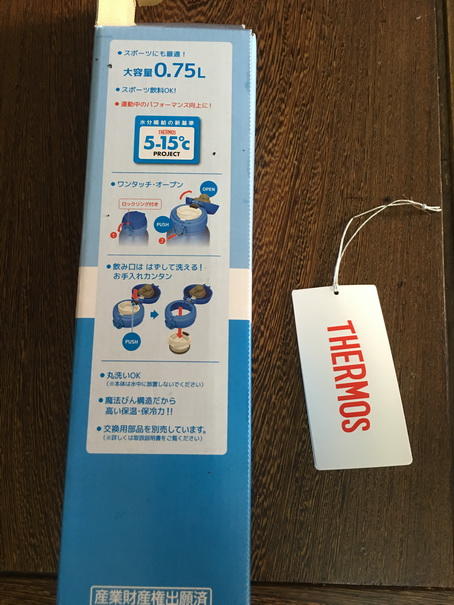 ● スポーツにも最適！
大容量0.75L
● スポーツ飲料OK!
● 運動中のパフォーマンス向上に！
水分補給の新基準
THERMOS
5-15℃
PROJECT
● ワンタッチ・オープン
OPEN
ロックリング付き
PUSH
1
2
● 飲み口は はずして洗える！
お手入れカンタン
PUSH
● 丸洗いOK
（※本体は水中に放置しないでください）
● 魔法びん構造だから
高い保温・保冷力！！
● 交換用部品を別売しています。
（※詳しくは取扱説明書をご覧ください）
産業財産権出願済
THERMOS